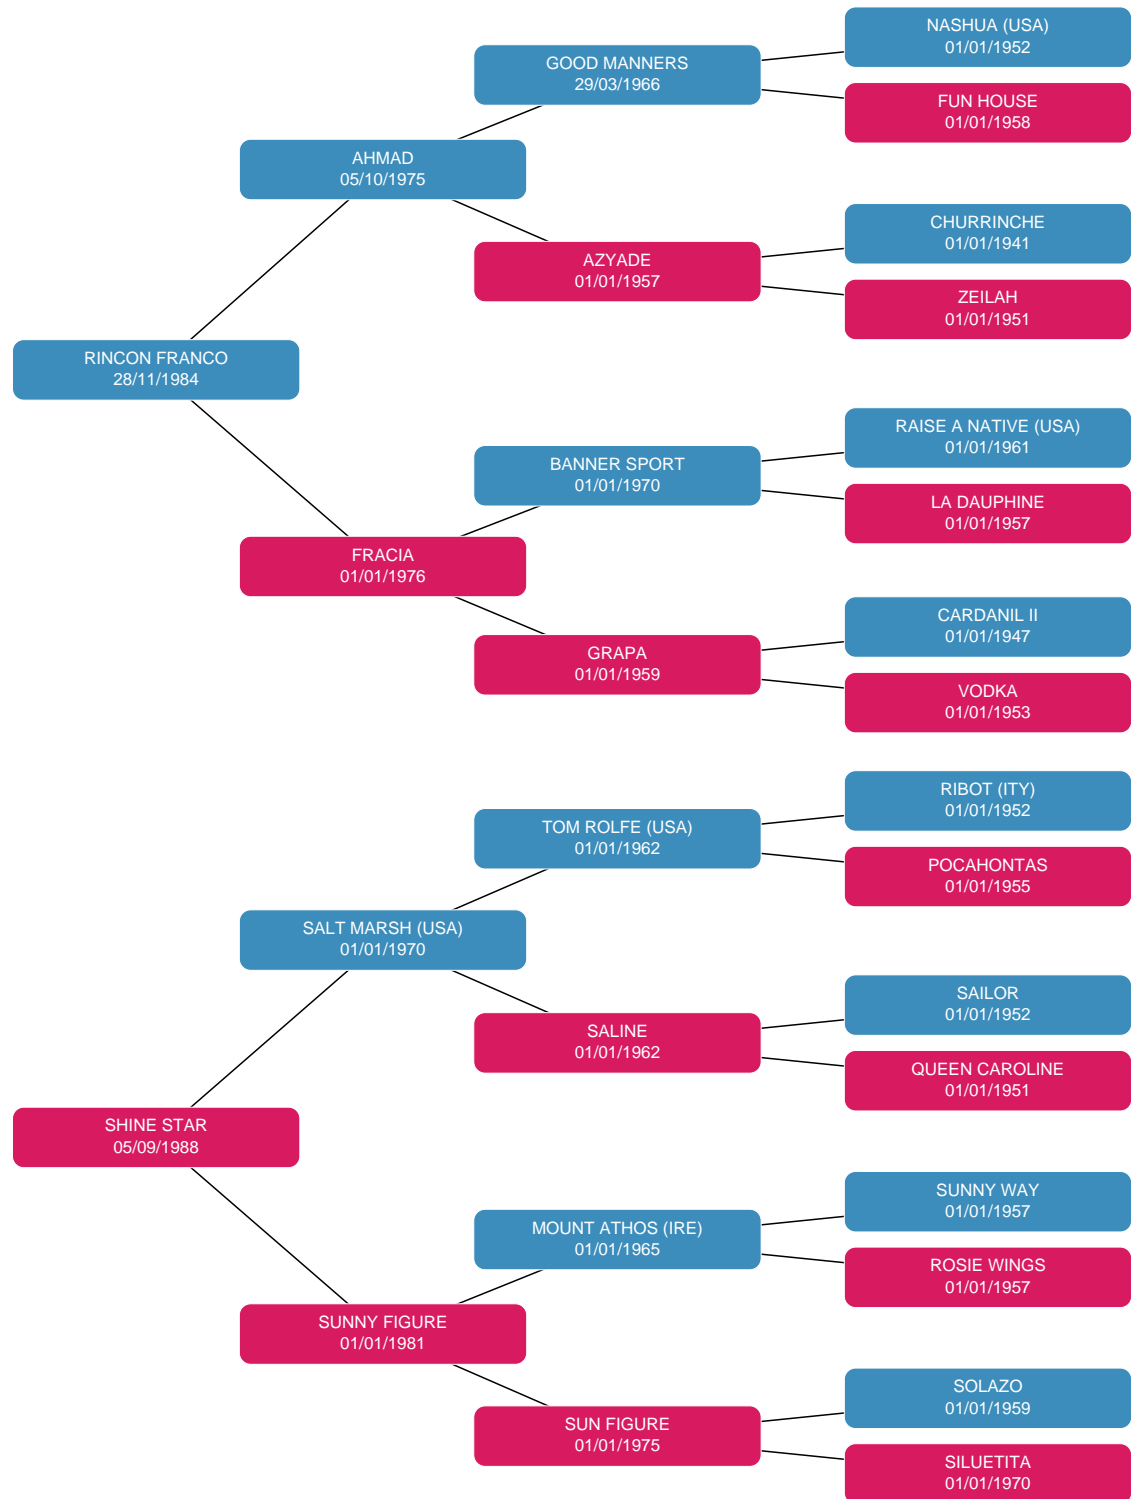 NASHUA (USA)
01/01/1952
GOOD MANNERS
29/03/1966
FUN HOUSE
01/01/1958
AHMAD
05/10/1975
CHURRINCHE
01/01/1941
AZYADE
01/01/1957
ZEILAH
01/01/1951
RINCON FRANCO
28/11/1984
RAISE A NATIVE (USA)
01/01/1961
BANNER SPORT
01/01/1970
LA DAUPHINE
01/01/1957
FRACIA
01/01/1976
CARDANIL II
01/01/1947
GRAPA
01/01/1959
VODKA
01/01/1953
RIBOT (ITY)
01/01/1952
TOM ROLFE (USA)
01/01/1962
POCAHONTAS
01/01/1955
SALT MARSH (USA)
01/01/1970
SAILOR
01/01/1952
SALINE
01/01/1962
QUEEN CAROLINE
01/01/1951
SHINE STAR
05/09/1988
SUNNY WAY
01/01/1957
MOUNT ATHOS (IRE)
01/01/1965
ROSIE WINGS
01/01/1957
SUNNY FIGURE
01/01/1981
SOLAZO
01/01/1959
SUN FIGURE
01/01/1975
SILUETITA
01/01/1970